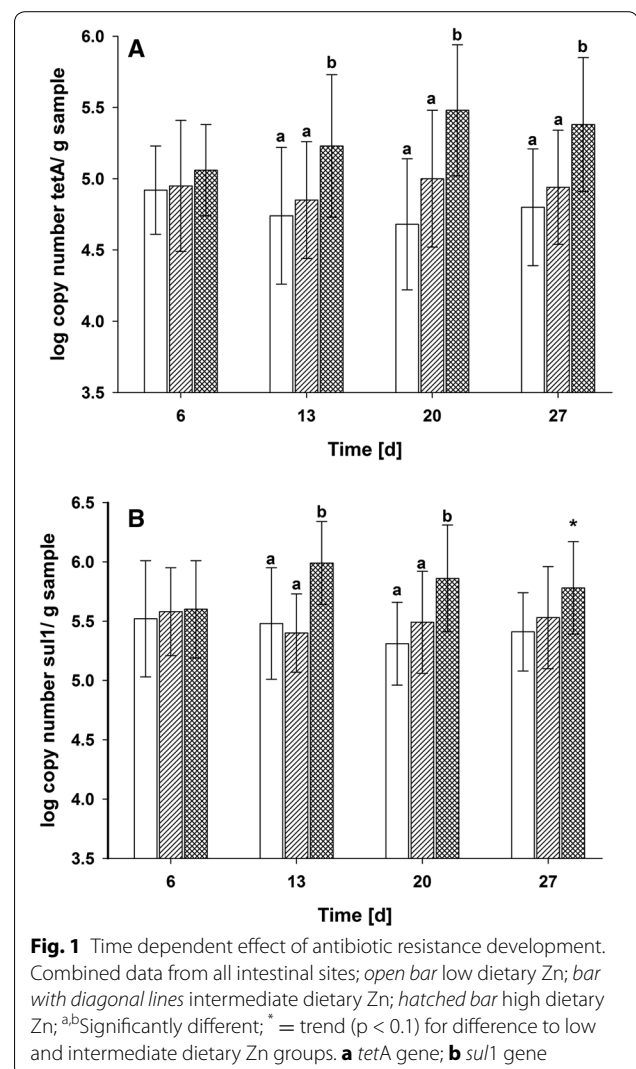 A
log copy number tetA/ g sample
6.0
5.5
5.0
4.5
4.0
3.5
a a b
a a b
a a b
6 13 20 27
Time [d]
B
log copy number sul1/ g sample
6.5
6.0
5.5
5.0
4.5
4.0
3.5
a a b
a a b
*
6 13 20 27
Time [d]
Fig. 1 Time dependent effect of antibiotic resistance development.
Combined data from all intestinal sites; open bar low dietary Zn; bar
with diagonal lines intermediate dietary Zn; hatched bar high dietary
Zn; a,bSignificantly different; * = trend (p < 0.1) for difference to low
and intermediate dietary Zn groups. a tetA gene; b sul1 gene